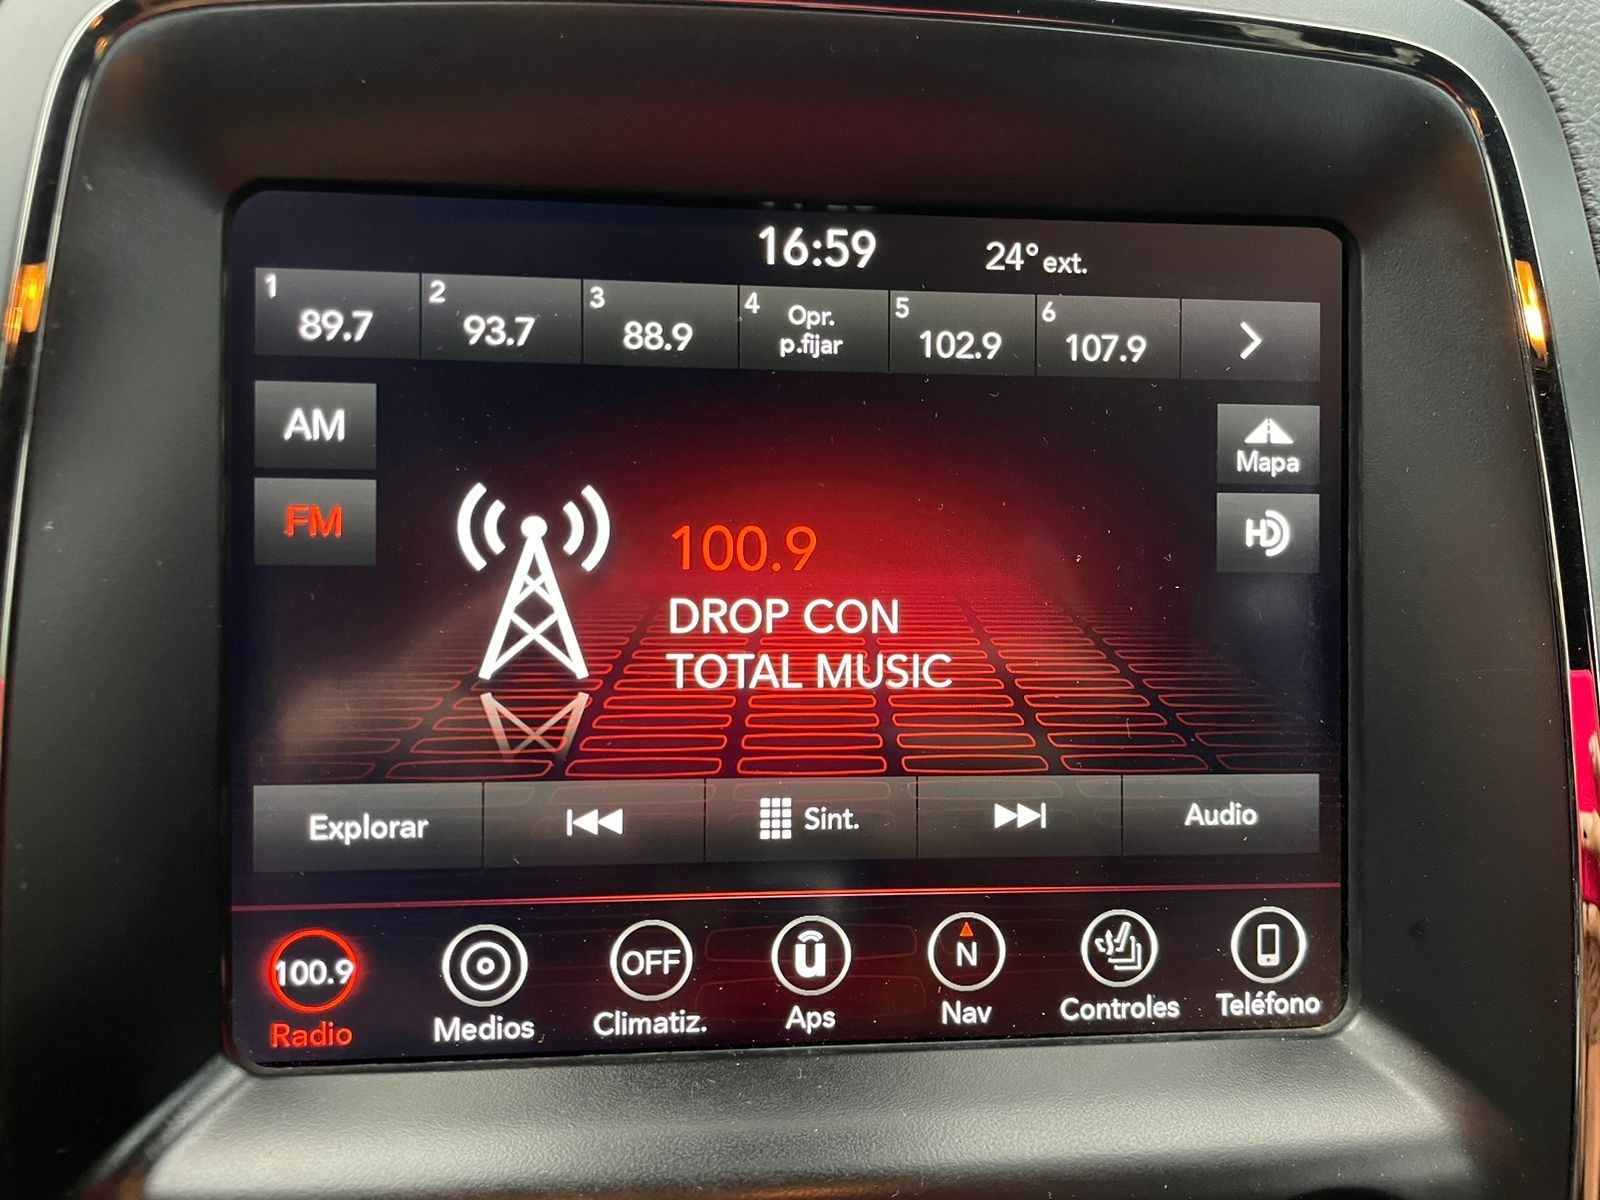 16:59
24° ext.
1
89.7
2
93.7
3
88.9
4
Opr.
p.fijar
5
102.9
6
107.9
AM
FM
Mapa
HD
100.9
DROP CON
TOTAL MUSIC
Explorar
Sint.
Audio
100.9
Radio
Medios
OFF
Climatiz.
u
Aps
N
Nav
Controles
Teléfono